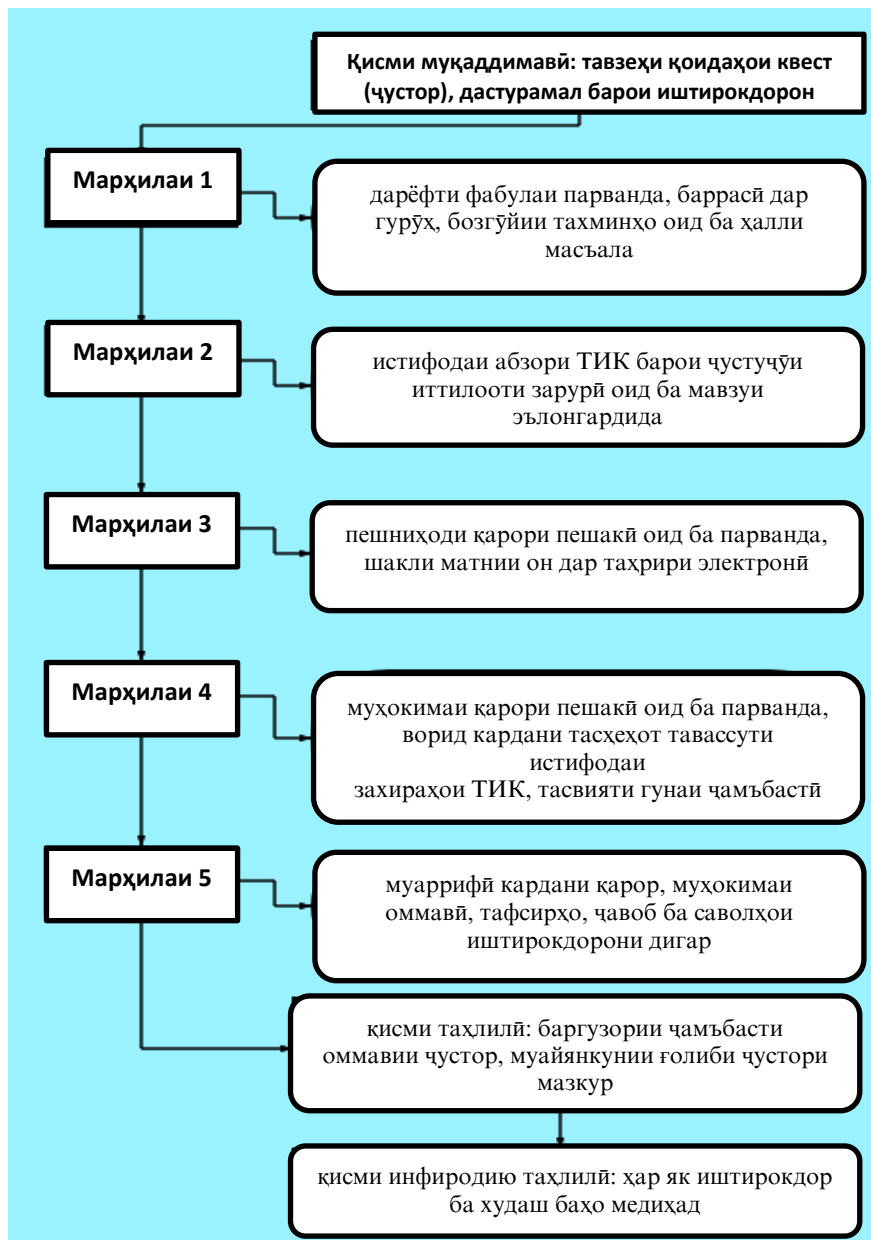 Қисми муқаддимавӣ: тавзеҳи қоидаҳои квест
(ҷустор), дастурамал барои иштирокдорон
Марҳилаи 1
дарёфти фабулаи парванда, баррасӣ дар
гурӯҳ, бозгӯйии тахминҳо оид ба ҳалли
масъала
Марҳилаи 2
истифодаи абзори ТИК барои ҷустуҷӯи
иттилооти зарурӣ оид ба мавзуи
эълонгардида
Марҳилаи 3
пешниҳоди қарори пешакӣ оид ба парванда,
шакли матнии он дар таҳрири электронӣ
Марҳилаи 4
муҳокимаи қарори пешакӣ оид ба парванда,
ворид кардани тасҳеҳот тавассути
истифодаи
захираҳои ТИК, тасвияти гунаи ҷамъбастӣ
Марҳилаи 5
муаррифӣ кардани қарор, муҳокимаи
оммавӣ, тафсирҳо, ҷавоб ба саволҳои
иштирокдорони дигар
қисми таҳлилӣ: баргузории ҷамъбасти
оммавии ҷустор, муайянкунии ғолиби ҷустори
мазкур
қисми инфиродию таҳлилӣ: ҳар як иштирокдор
ба худаш баҳо медиҳад